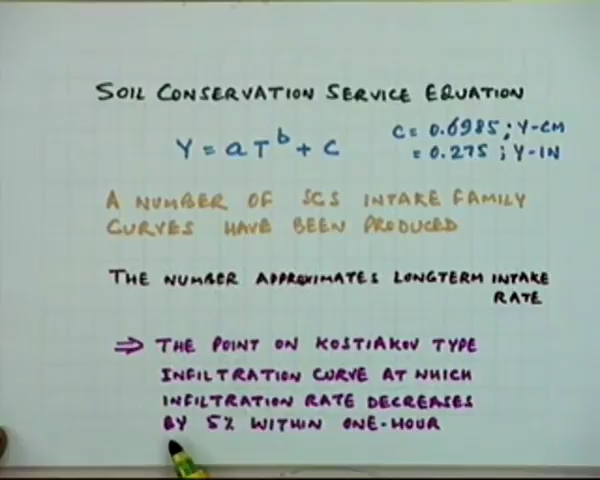 SOIL CONSERVATION SERVICE EQUATION
Y = aT^b + C
C = 0.6985 ; Y-CM
= 0.275 ; Y-IN
A NUMBER OF SCS INTAKE FAMILY
CURVES HAVE BEEN PRODUCED
THE NUMBER APPROXIMATES LONGTERM INTAKE
RATE
⇒ THE POINT ON KOSTIAKOV TYPE
INFILTRATION CURVE AT WHICH
INFILTRATION RATE DECREASES
BY 5% WITHIN ONE-HOUR